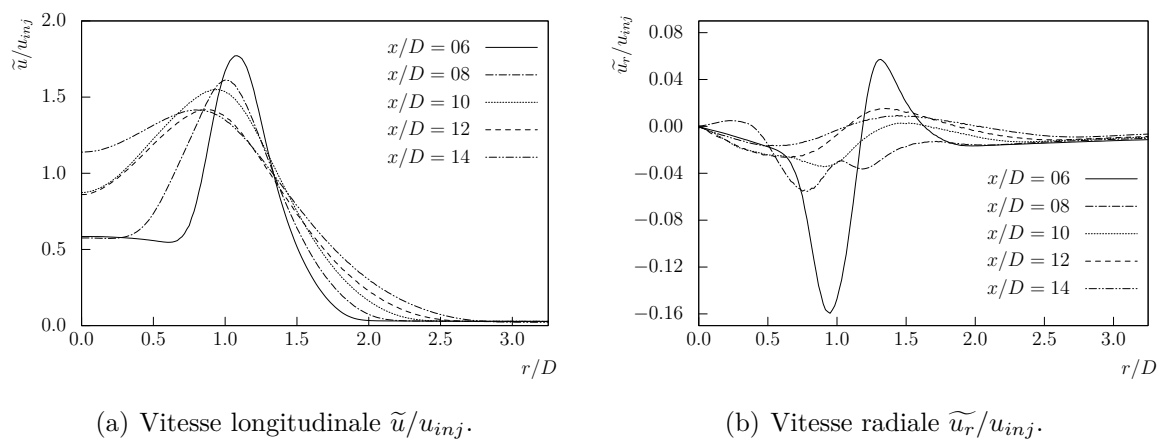 2.0
1.5
1.0
0.5
0.0
0.0 0.5 1.0 1.5 2.0 2.5 3.0
ũ/u_inj
r/D
x/D = 06
x/D = 08
x/D = 10
x/D = 12
x/D = 14
(a) Vitesse longitudinale ũ/u_inj.
0.08
0.04
0.00
−0.04
−0.08
−0.12
−0.16
0.0 0.5 1.0 1.5 2.0 2.5 3.0
ũ_r/u_inj
r/D
x/D = 06
x/D = 08
x/D = 10
x/D = 12
x/D = 14
(b) Vitesse radiale ũ_r/u_inj.